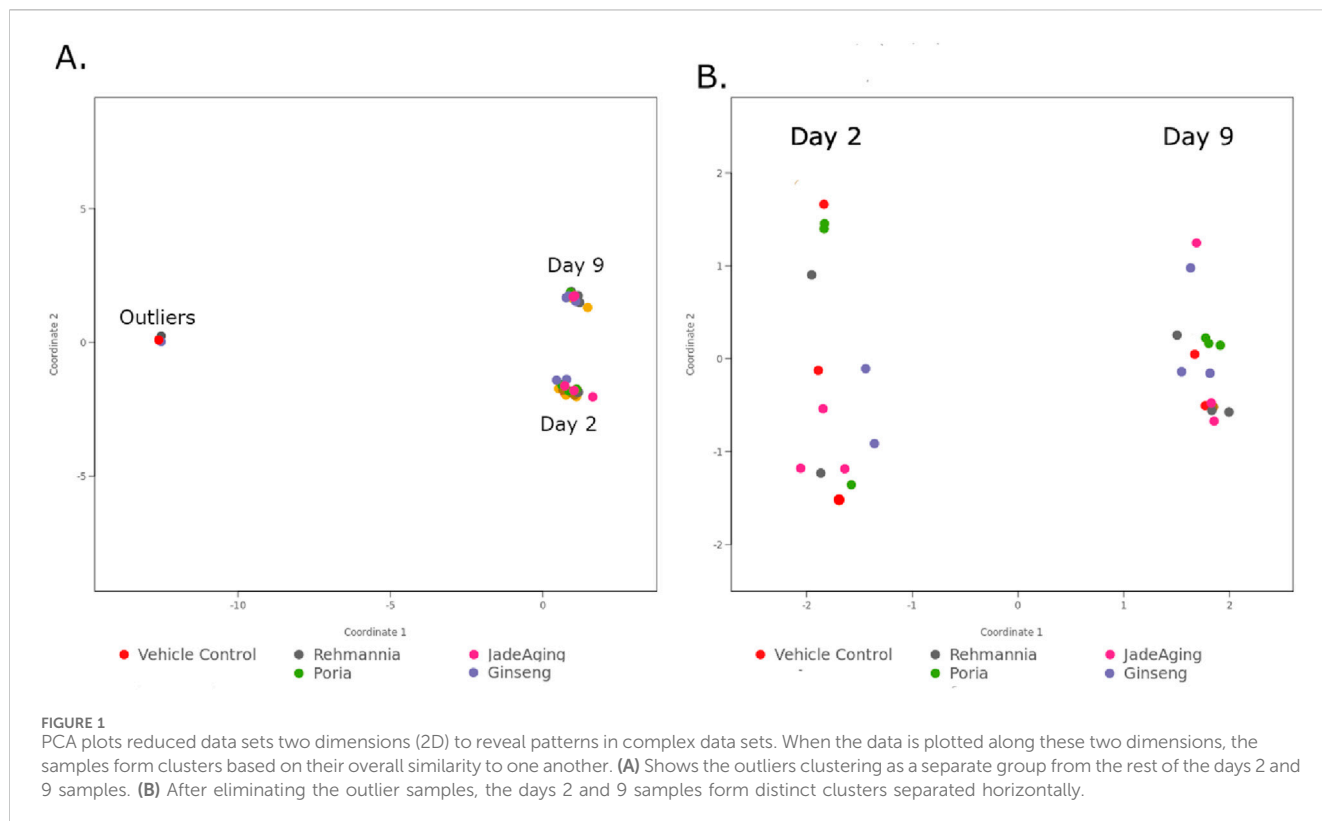 A.
B.
Day 2
Day 9
5
0
-5
Coordinate 2
Outliers
Day 9
Day 2
-10
-5
0
Coordinate 1
Vehicle Control
Rehmannia
JadeAging
Poria
Ginseng
2
1
0
-1
-2
Coordinate 2
-2
-1
0
1
2
Coordinate 1
Vehicle Control
Rehmannia
JadeAging
Poria
Ginseng
FIGURE 1
PCA plots reduced data sets two dimensions (2D) to reveal patterns in complex data sets. When the data is plotted along these two dimensions, the
samples form clusters based on their overall similarity to one another. (A) Shows the outliers clustering as a separate group from the rest of the days 2 and
9 samples. (B) After eliminating the outlier samples, the days 2 and 9 samples form distinct clusters separated horizontally.